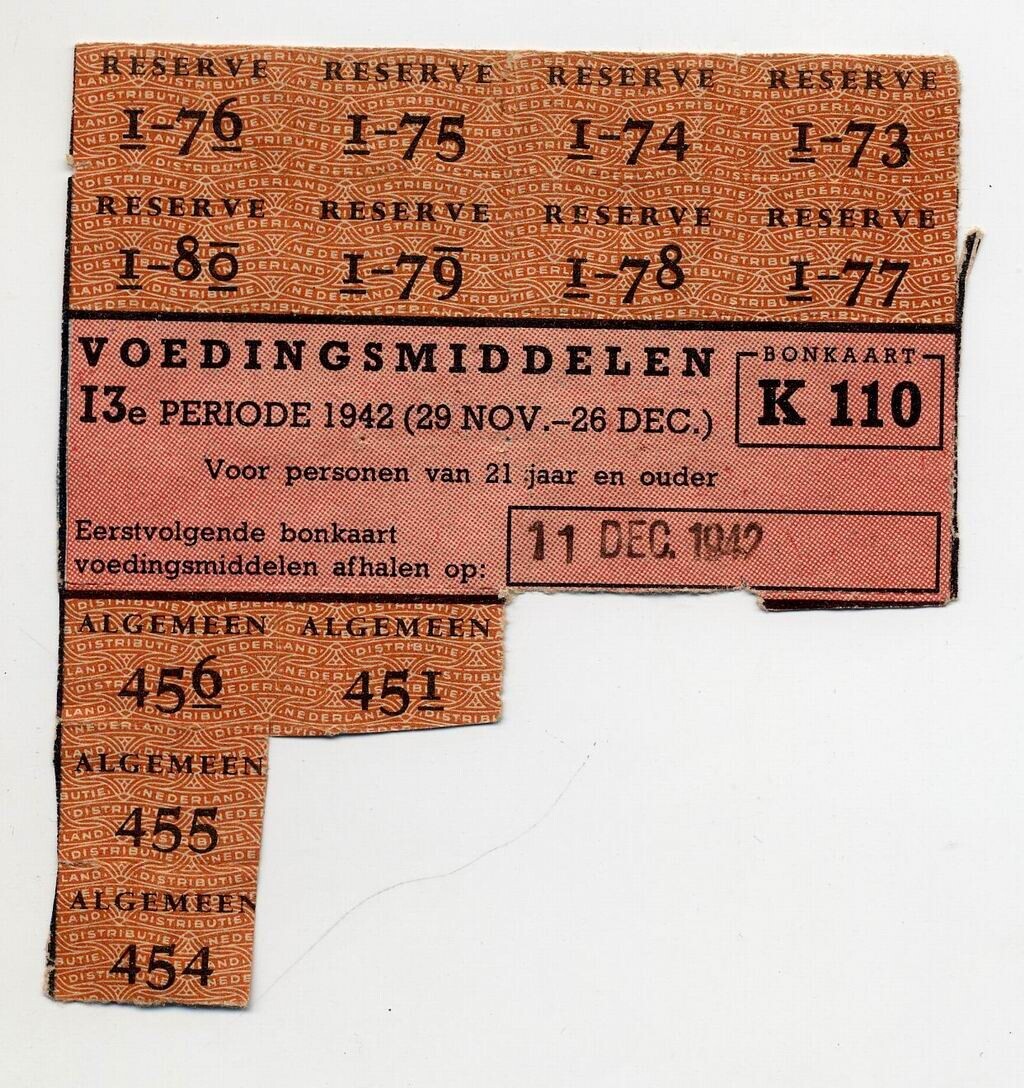 RESERVE RESERVE RESERVE RESERVE
I-76 I-75 I-74 I-73
RESERVE RESERVE RESERVE RESERVE
I-80 I-79 I-78 I-77
VOEDINGSMIDDELEN
BONKAART
K 110
13e PERIODE 1942 (29 NOV.-26 DEC.)
Voor personen van 21 jaar en ouder
Eerstvolgende bonkaart
voedingsmiddelen afhalen op:
11 DEC. 1942
ALGEMEEN ALGEMEEN
456 451
ALGEMEEN
455
ALGEMEEN
454